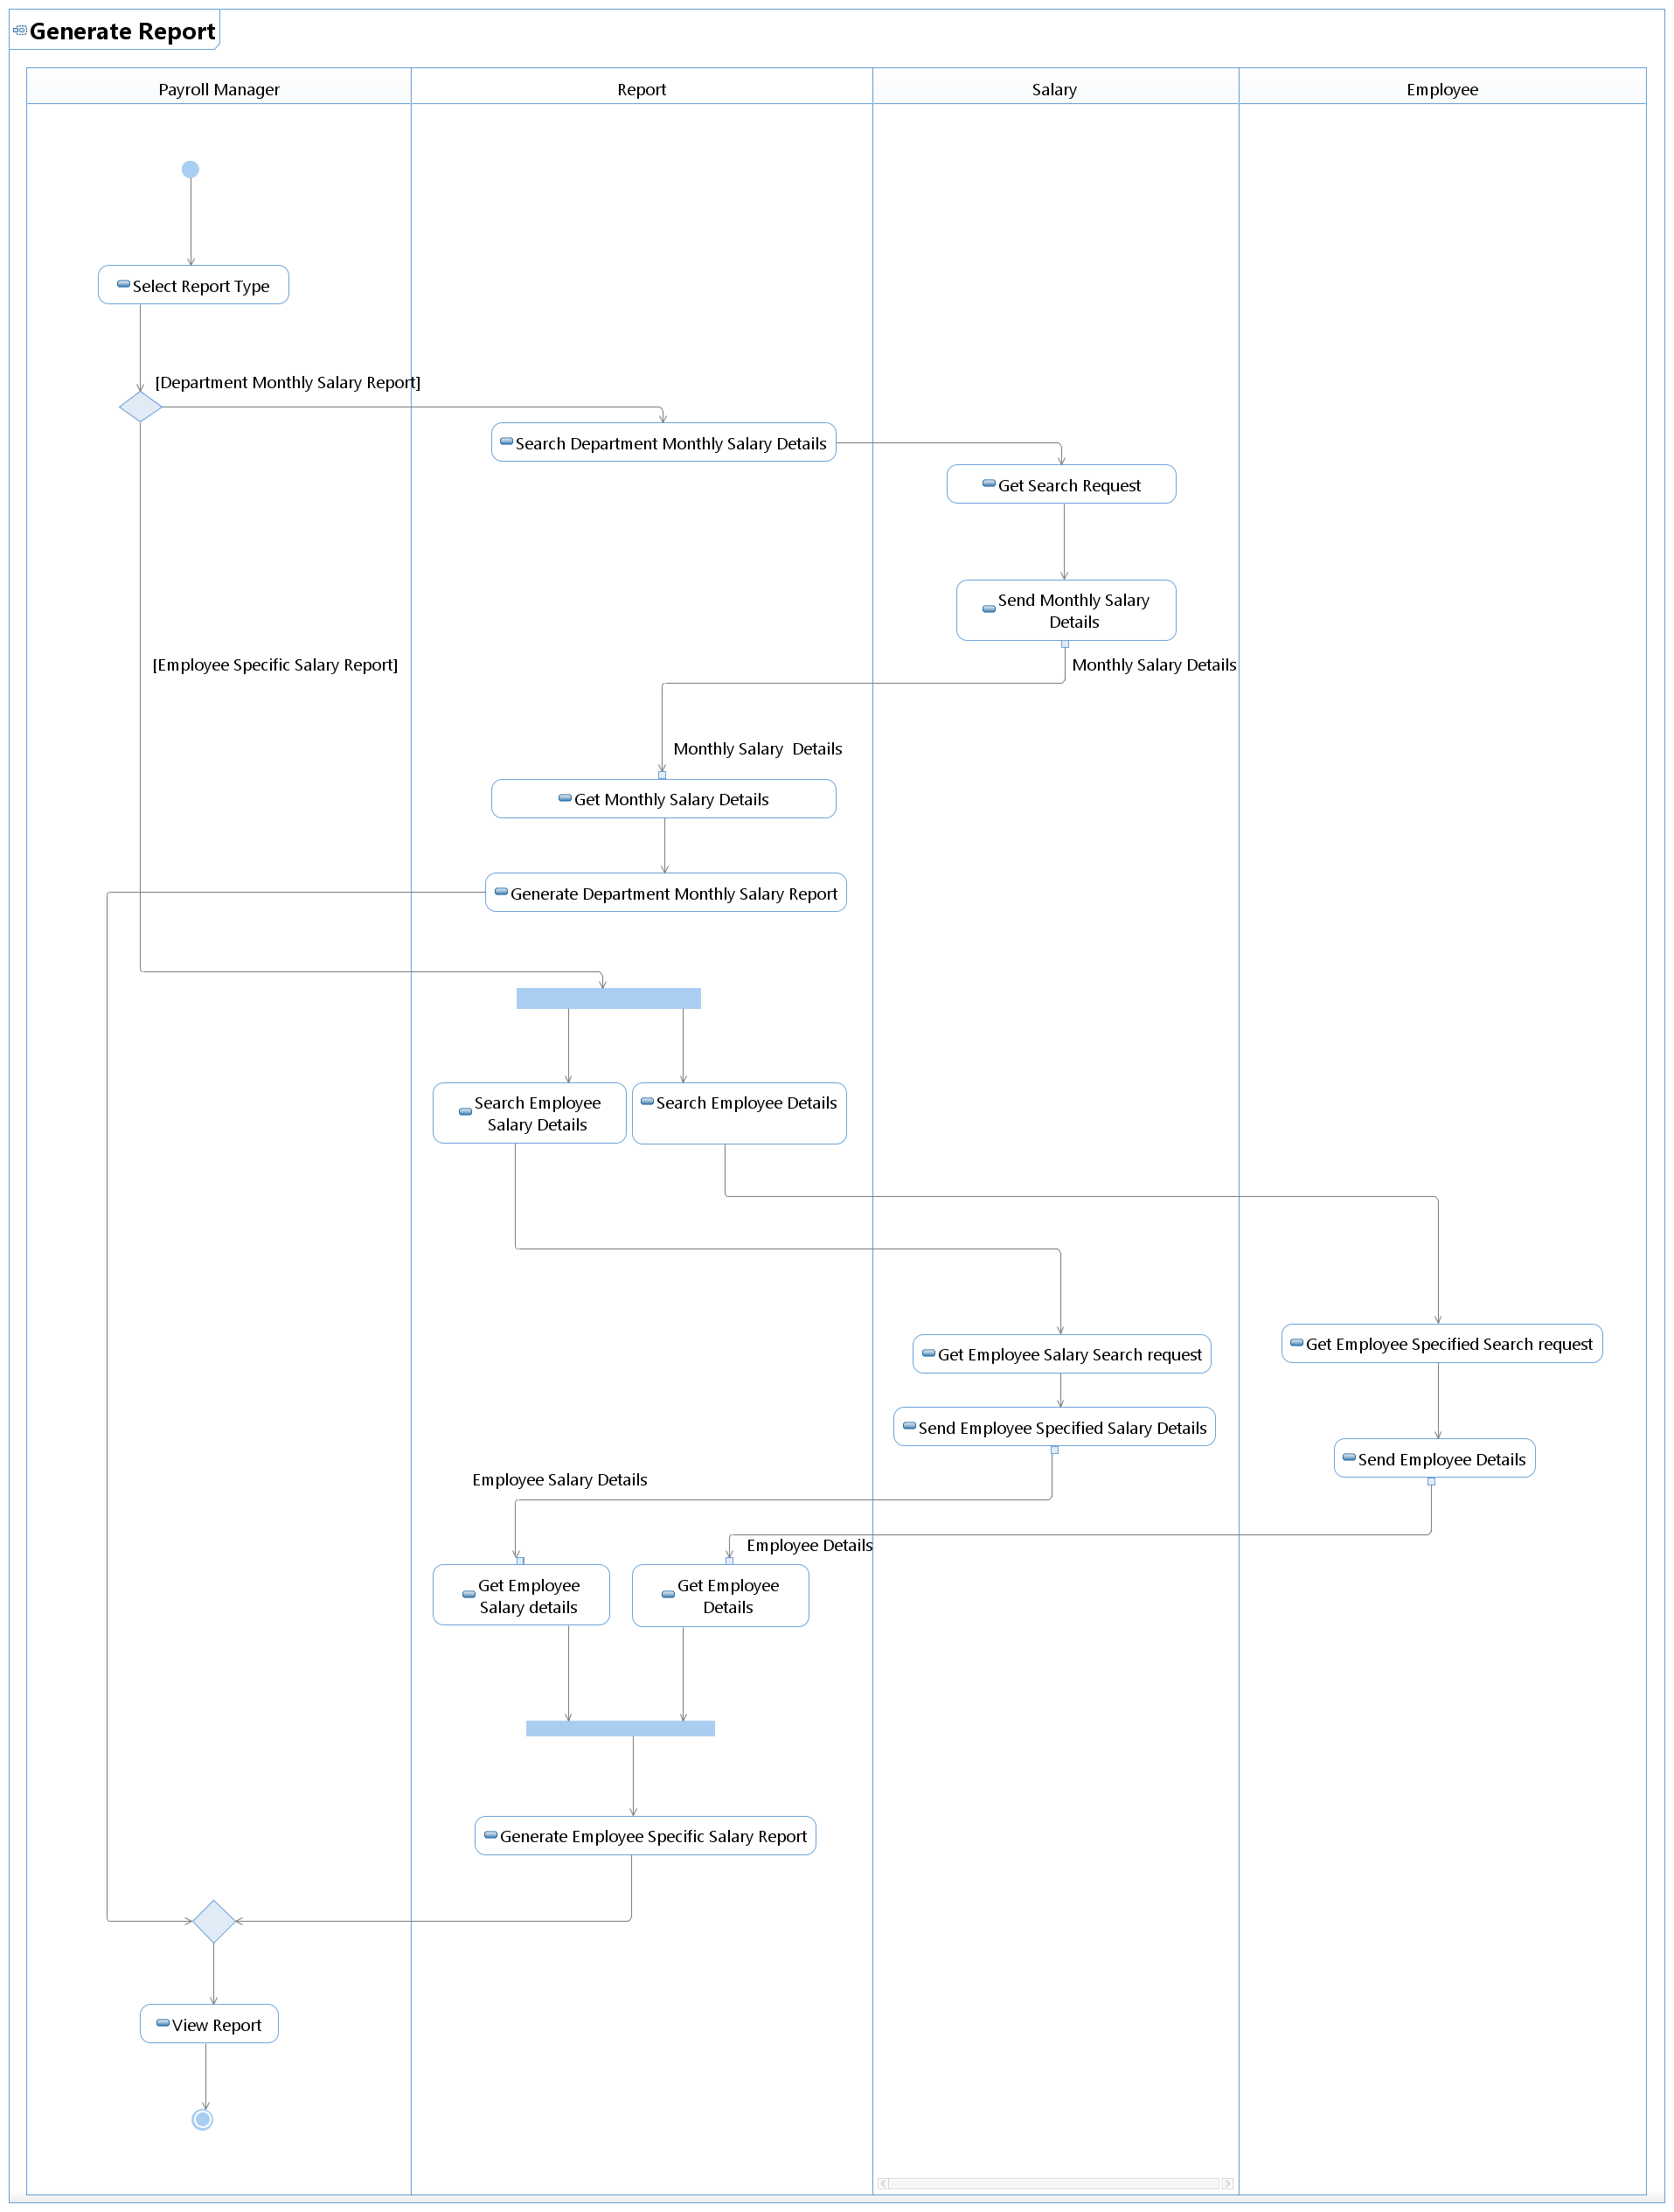 Generate Report
Payroll Manager
Report
Salary
Employee
Select Report Type
[Department Monthly Salary Report]
Search Department Monthly Salary Details
Get Search Request
Send Monthly Salary
Details
[Employee Specific Salary Report]
Monthly Salary Details
Monthly Salary  Details
Get Monthly Salary Details
Generate Department Monthly Salary Report
Search Employee
Salary Details
Search Employee Details
Get Employee Specified Search request
Get Employee Salary Search request
Send Employee Specified Salary Details
Send Employee Details
Employee Salary Details
Employee Details
Get Employee
Salary details
Get Employee
Details
Generate Employee Specific Salary Report
View Report